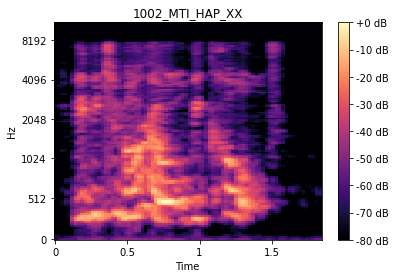 1002_MTI_HAP_XX
8192
4096
2048
1024
512
0
Hz
0
0.5
1
1.5
Time
+0 dB
-10 dB
-20 dB
-30 dB
-40 dB
-50 dB
-60 dB
-70 dB
-80 dB